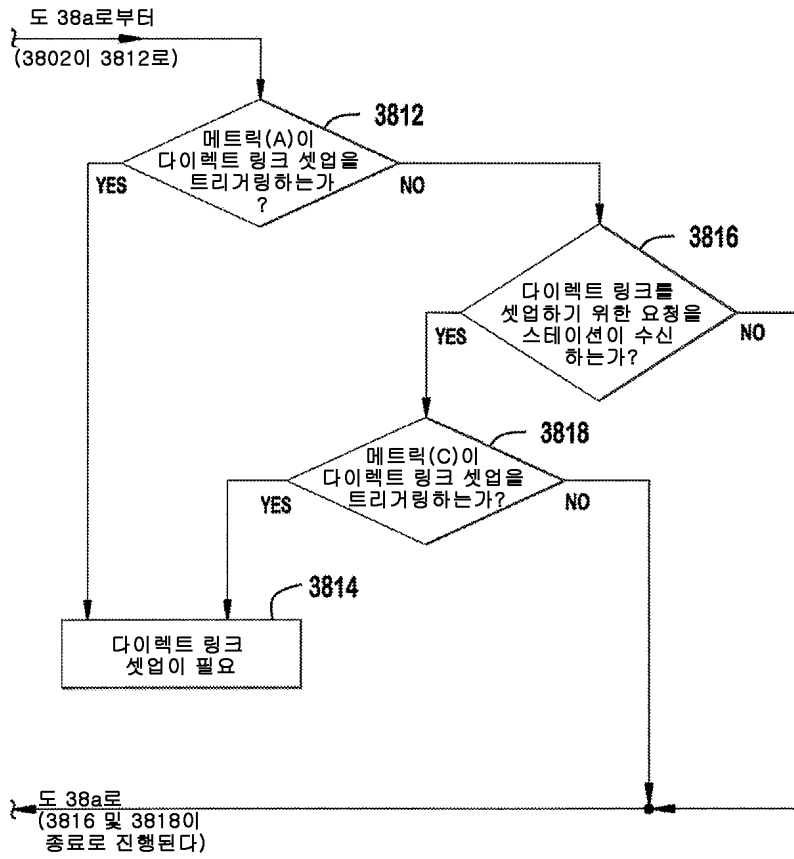 도 38a로부터
(3802이 3812로)
3812
메트릭(A)이
다이렉트 링크 셋업을
트리거링하는가
?
YES
NO
3816
다이렉트 링크를
셋업하기 위한 요청을
스테이션이 수신
하는가?
YES
NO
3818
메트릭(C)이
다이렉트 링크 셋업을
트리거링하는가?
YES
NO
3814
다이렉트 링크
셋업이 필요
도 38a로
(3816 및 3818이
종료로 진행된다)